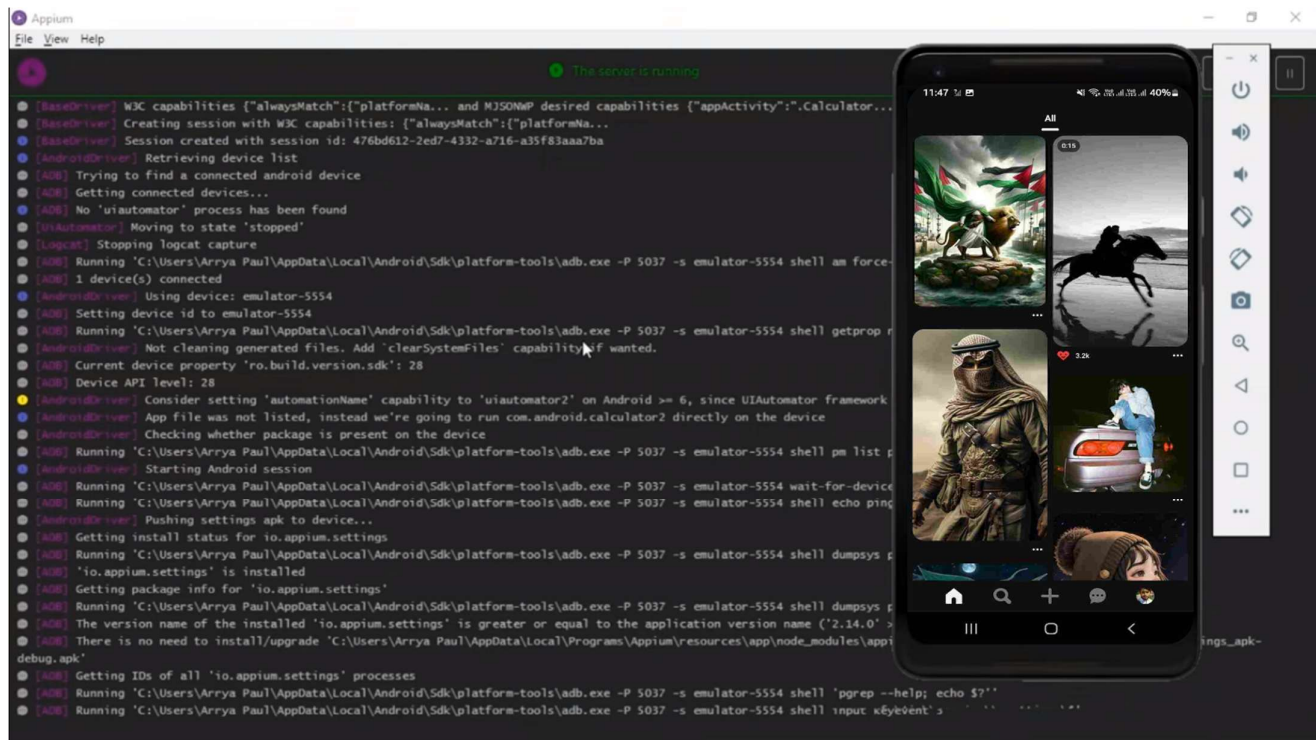 Appium
File View Help
The server is running
[BaseDriver] W3C capabilities {"alwaysMatch":{"platformNa... and MJSONWP desired capabilities {"appActivity":".Calculator...
[BaseDriver] Creating session with W3C capabilities: {"alwaysMatch":{"platformNa...
[BaseDriver] Session created with session id: 476bd612-2ed7-4332-a716-a35f83aaa7ba
[AndroidDriver] Retrieving device list
[ADB] Trying to find a connected android device
[ADB] Getting connected devices...
[ADB] No 'uiautomator' process has been found
[UiAutomator] Moving to state 'stopped'
[Logcat] Stopping logcat capture
[ADB] Running 'C:\Users\Arrya Paul\AppData\Local\Android\Sdk\platform-tools\adb.exe -P 5037 -s emulator-5554 shell am force-
[ADB] 1 device(s) connected
[AndroidDriver] Using device: emulator-5554
[ADB] Setting device id to emulator-5554
[ADB] Running 'C:\Users\Arrya Paul\AppData\Local\Android\Sdk\platform-tools\adb.exe -P 5037 -s emulator-5554 shell getprop
[AndroidDriver] Not cleaning generated files. Add `clearSystemFiles` capability if wanted.
[ADB] Current device property 'ro.build.version.sdk': 28
[ADB] Device API level: 28
[AndroidDriver] Consider setting 'automationName' capability to 'uiautomator2' on Android >= 6, since UIAutomator framework
[AndroidDriver] App file was not listed, instead we're going to run com.android.calculator2 directly on the device
[AndroidDriver] Checking whether package is present on the device
[ADB] Running 'C:\Users\Arrya Paul\AppData\Local\Android\Sdk\platform-tools\adb.exe -P 5037 -s emulator-5554 shell pm list
[AndroidDriver] Starting Android session
[ADB] Running 'C:\Users\Arrya Paul\AppData\Local\Android\Sdk\platform-tools\adb.exe -P 5037 -s emulator-5554 wait-for-device
[ADB] Running 'C:\Users\Arrya Paul\AppData\Local\Android\Sdk\platform-tools\adb.exe -P 5037 -s emulator-5554 shell echo ping
[AndroidDriver] Pushing settings apk to device...
[ADB] Getting install status for io.appium.settings
[ADB] Running 'C:\Users\Arrya Paul\AppData\Local\Android\Sdk\platform-tools\adb.exe -P 5037 -s emulator-5554 shell dumpsys p
[ADB] 'io.appium.settings' is installed
[ADB] Getting package info for 'io.appium.settings'
[ADB] Running 'C:\Users\Arrya Paul\AppData\Local\Android\Sdk\platform-tools\adb.exe -P 5037 -s emulator-5554 shell dumpsys p
[ADB] The version name of the installed 'io.appium.settings' is greater or equal to the application version name ('2.14.0' >
[ADB] There is no need to install/upgrade 'C:\Users\Arrya Paul\AppData\Local\Programs\Appium\resources\app\node_modules\appi ings_apk-
debug.apk'
[ADB] Getting IDs of all 'io.appium.settings' processes
[ADB] Running 'C:\Users\Arrya Paul\AppData\Local\Android\Sdk\platform-tools\adb.exe -P 5037 -s emulator-5554 shell 'pgrep --help; echo $?''
[ADB] Running 'C:\Users\Arrya Paul\AppData\Local\Android\Sdk\platform-tools\adb.exe -P 5037 -s emulator-5554 shell
11:47 40%
All
0:15
3.2k